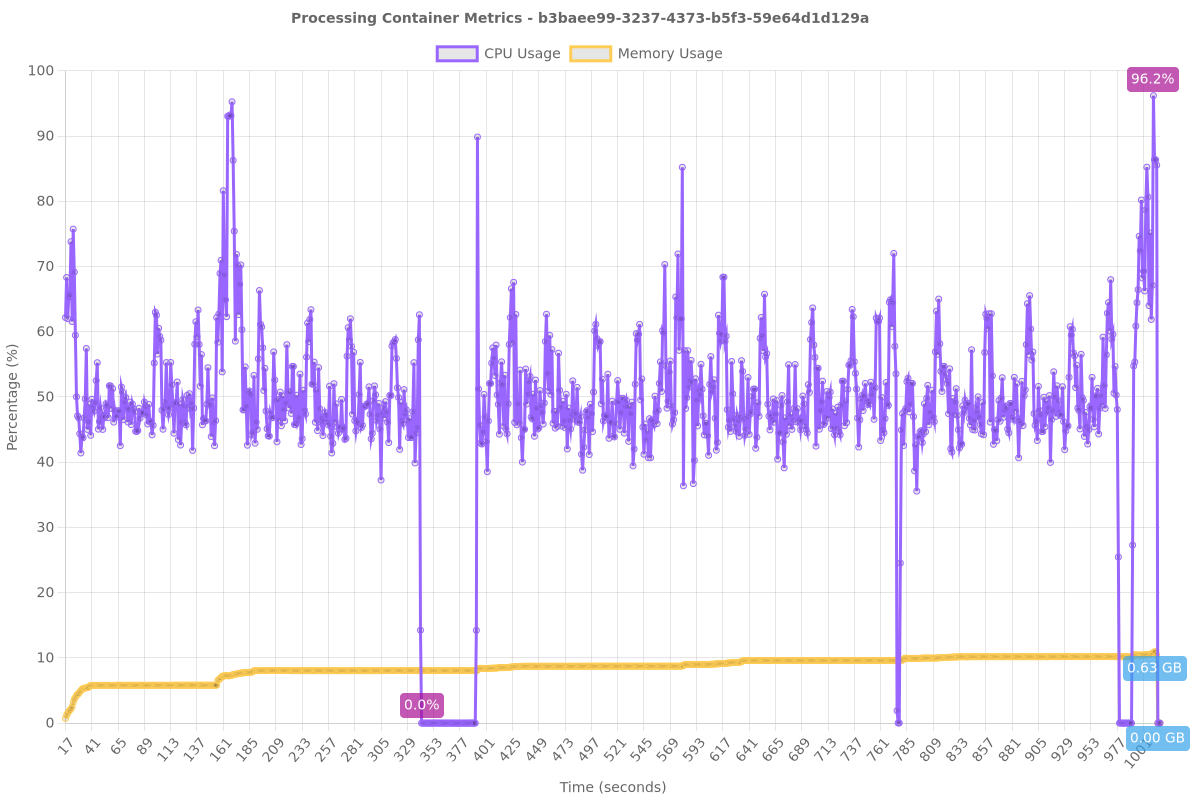 Processing Container Metrics - b3baee99-3237-4373-b5f3-59e64d1d129a
CPU Usage Memory Usage
Percentage (%)
100
90
80
70
60
50
40
30
20
10
0
96.2%
0.0%
0.63 GB
0.00 GB
17 41 65 89 113 137 161 185 209 233 257 281 305 329 353 377 401 425 449 473 497 521 545 569 593 617 641 665 689 713 737 761 785 809 833 857 881 905 929 953 977 1001
Time (seconds)